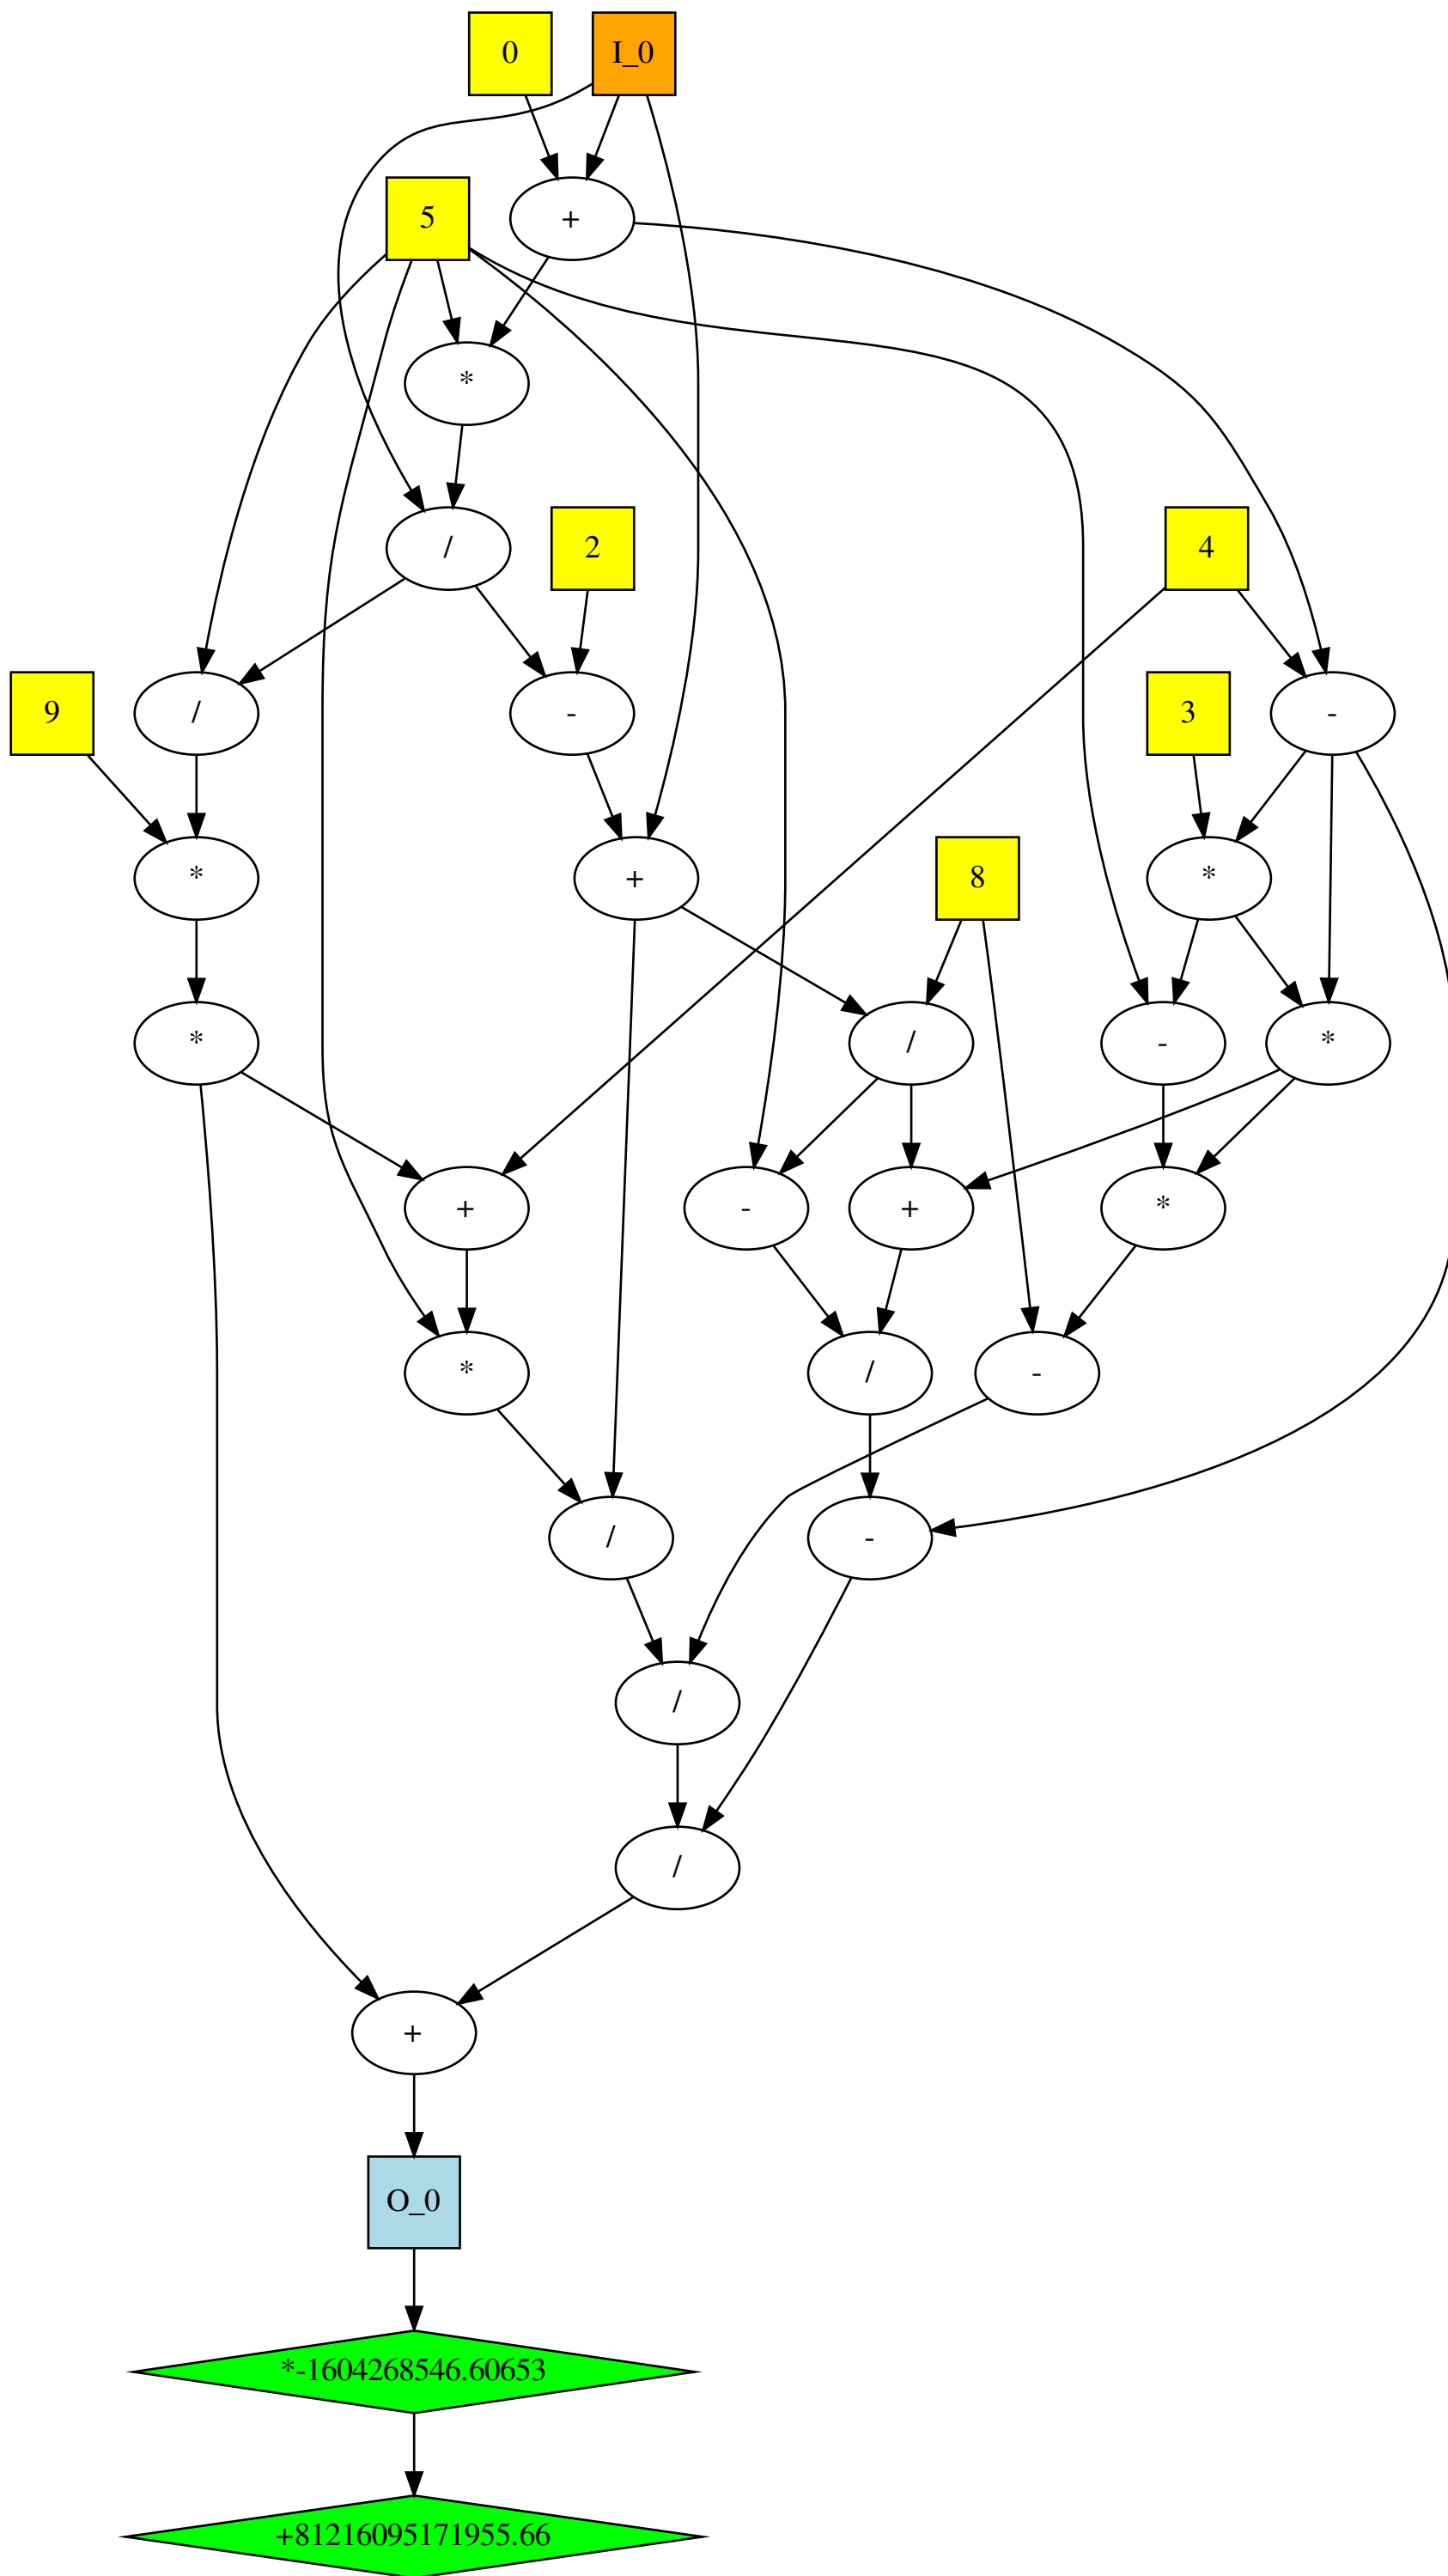 0 I_0
5 +
*
/ 2 4
9 / - 3 -
* + 8 *
* / - *
+ - + *
* / -
/ -
/
/
+
O_0
*-1604268546.60653
+81216095171955.66